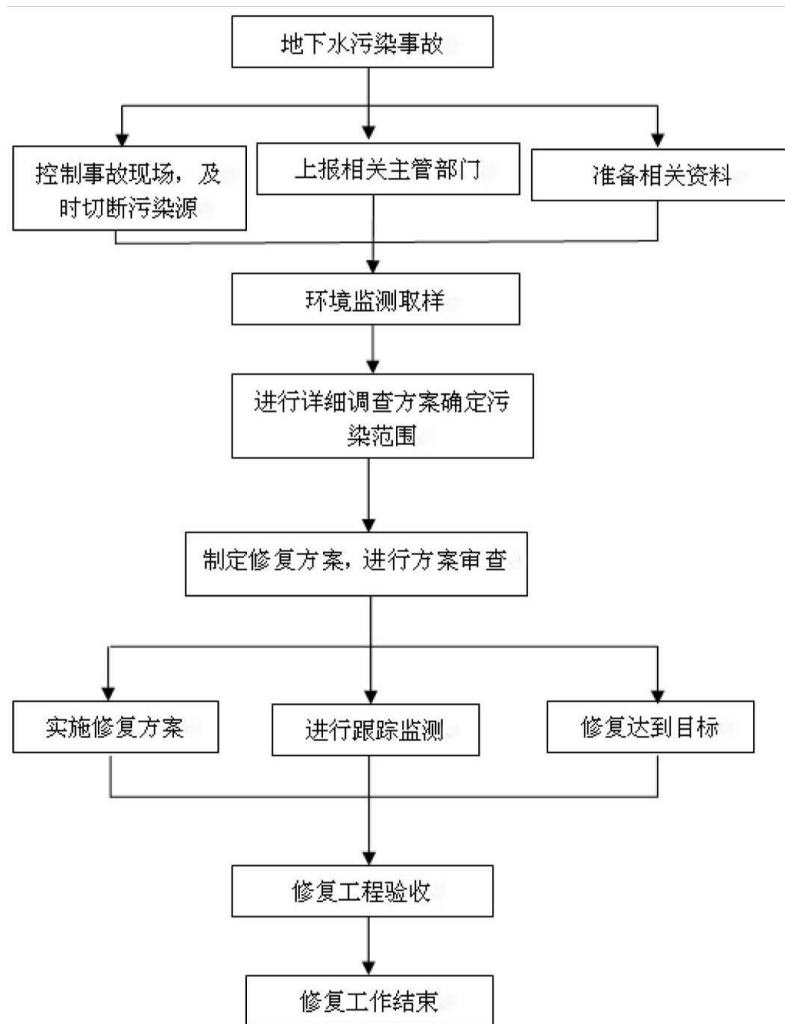 地下水污染事故
控制事故现场，及
时切断污染源
上报相关主管部门
准备相关资料
环境监测取样
进行详细调查方案确定污
染范围
制定修复方案，进行方案审查
实施修复方案
进行跟踪监测
修复达到目标
修复工程验收
修复工作结束